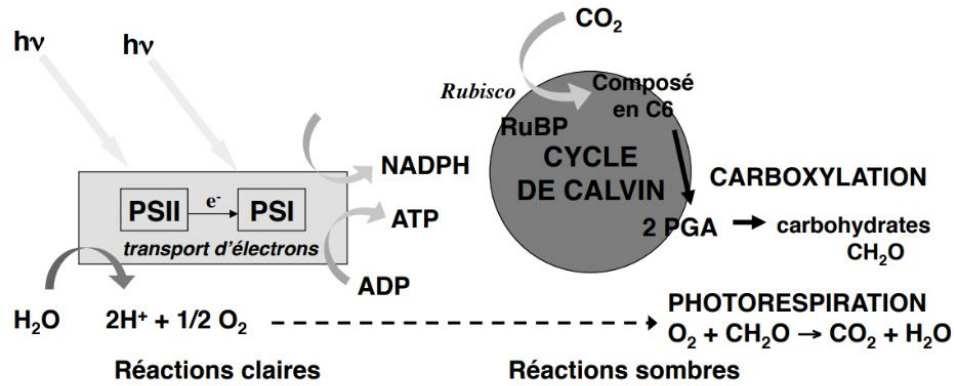 hν
hν
CO₂
Rubisco
Composé
en C6
RuBP
CYCLE
DE CALVIN
NADPH
CARBOXYLATION
PSII
e-
PSI
ATP
2 PGA
carbohydrates
CH₂O
transport d'électrons
ADP
H₂O
2H⁺ + 1/2 O₂
PHOTORESPIRATION
O₂ + CH₂O → CO₂ + H₂O
Réactions claires
Réactions sombres